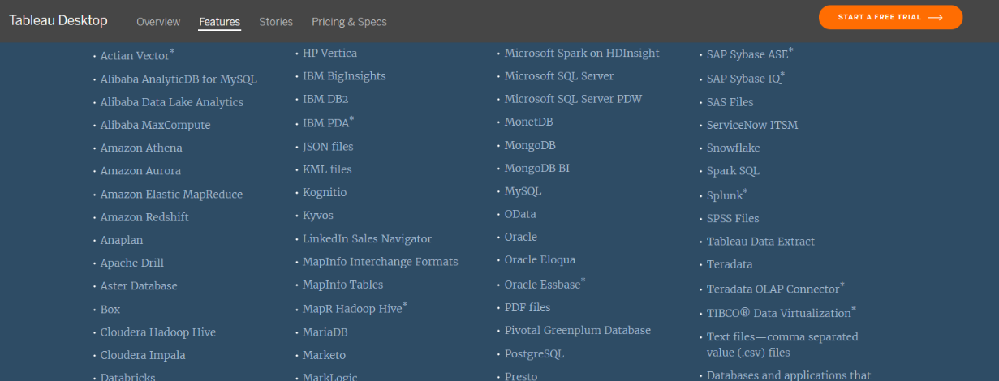 Tableau Desktop
Overview
Features
Stories
Pricing & Specs
START A FREE TRIAL
• Actian Vector*
• Alibaba AnalyticDB for MySQL
• Alibaba Data Lake Analytics
• Alibaba MaxCompute
• Amazon Athena
• Amazon Aurora
• Amazon Elastic MapReduce
• Amazon Redshift
• Anaplan
• Apache Drill
• Aster Database
• Box
• Cloudera Hadoop Hive
• Cloudera Impala
• Databricks
• HP Vertica
• IBM BigInsights
• IBM DB2
• IBM PDA*
• JSON files
• KML files
• Kognitio
• Kyvos
• LinkedIn Sales Navigator
• MapInfo Interchange Formats
• MapInfo Tables
• MapR Hadoop Hive*
• MariaDB
• Marketo
• MarkLogic
• Microsoft Spark on HDInsight
• Microsoft SQL Server
• Microsoft SQL Server PDW
• MonetDB
• MongoDB
• MongoDB BI
• MySQL
• OData
• Oracle
• Oracle Eloqua
• Oracle Essbase*
• PDF files
• Pivotal Greenplum Database
• PostgreSQL
• Presto
• SAP Sybase ASE*
• SAP Sybase IQ*
• SAS Files
• ServiceNow ITSM
• Snowflake
• Spark SQL
• Splunk*
• SPSS Files
• Tableau Data Extract
• Teradata
• Teradata OLAP Connector*
• TIBCO® Data Virtualization*
• Text files—comma separated
value (.csv) files
• Databases and applications that